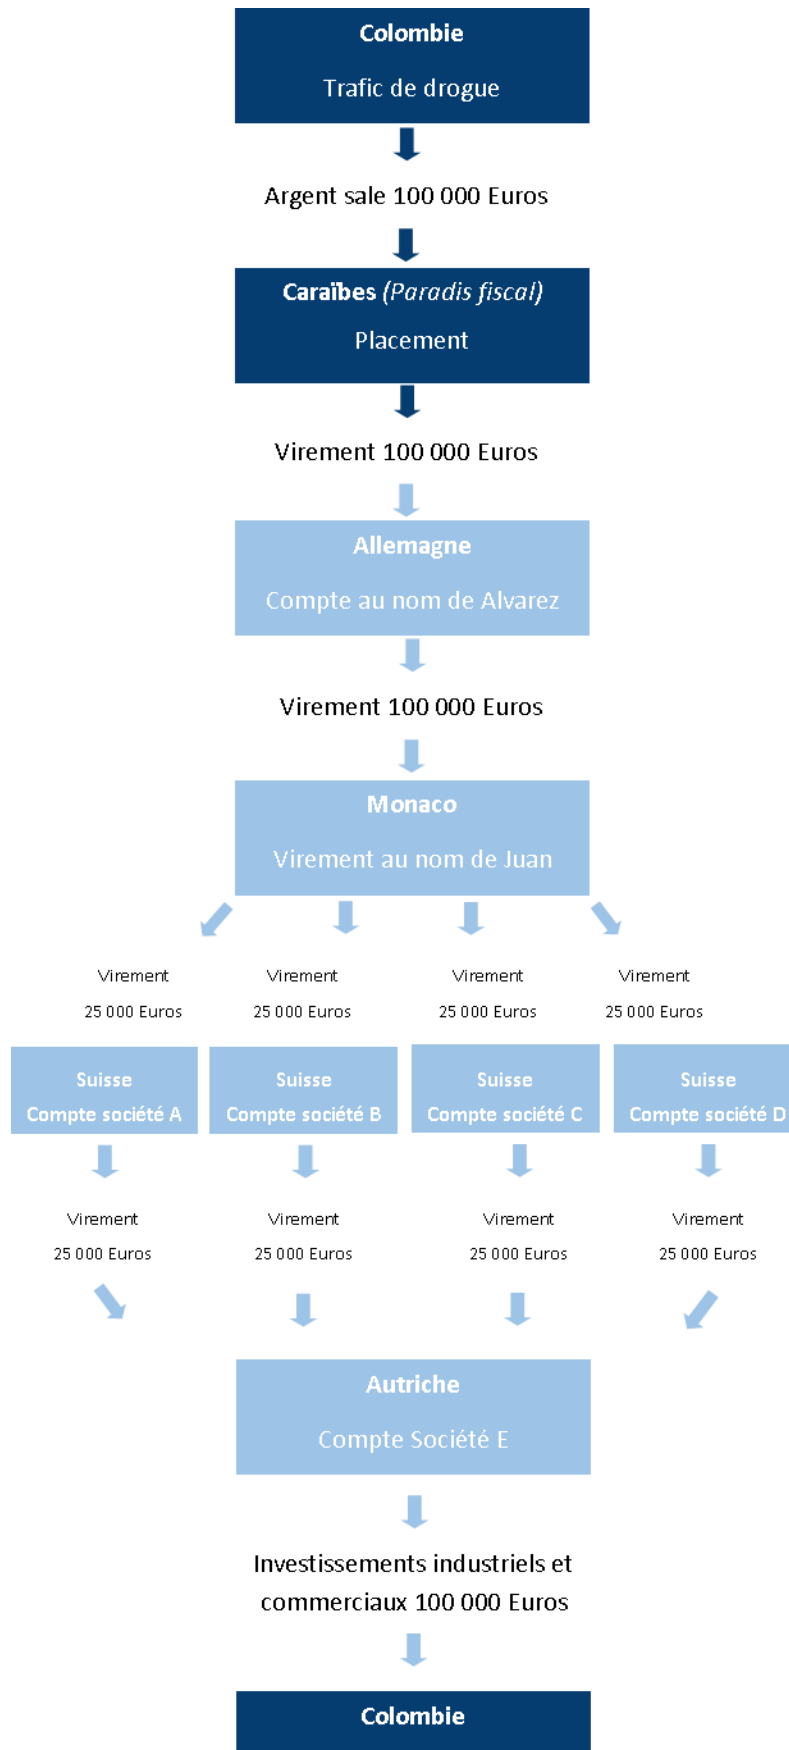 Colombie
Trafic de drogue
Argent sale 100 000 Euros
Caraïbes (Paradis fiscal)
Placement
Virement 100 000 Euros
Allemagne
Compte au nom de Alvarez
Virement 100 000 Euros
Monaco
Virement au nom de Juan
Virement
25 000 Euros
Virement
25 000 Euros
Virement
25 000 Euros
Virement
25 000 Euros
Suisse
Compte société A
Suisse
Compte société B
Suisse
Compte société C
Suisse
Compte société D
Virement
25 000 Euros
Virement
25 000 Euros
Virement
25 000 Euros
Virement
25 000 Euros
Autriche
Compte Société E
Investissements industriels et
commerciaux 100 000 Euros
Colombie